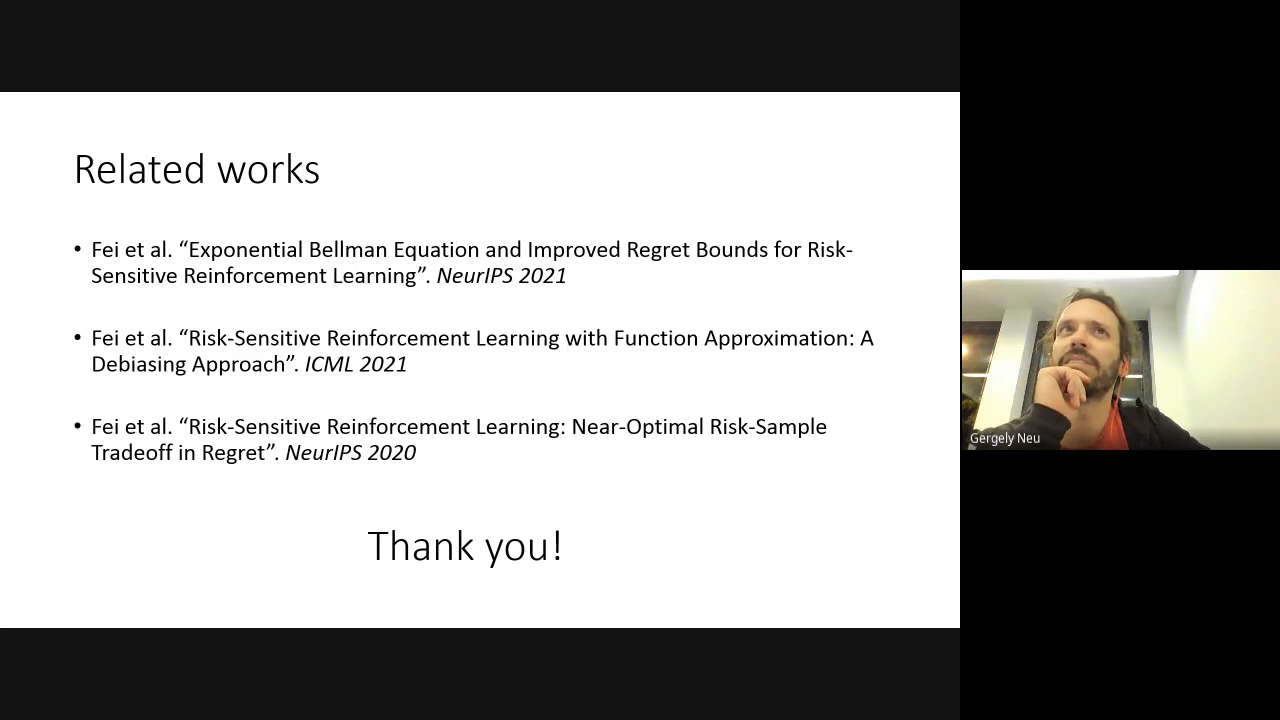 Related works
• Fei et al. “Exponential Bellman Equation and Improved Regret Bounds for Risk-
Sensitive Reinforcement Learning”. NeurIPS 2021
• Fei et al. “Risk-Sensitive Reinforcement Learning with Function Approximation: A
Debiasing Approach”. ICML 2021
• Fei et al. “Risk-Sensitive Reinforcement Learning: Near-Optimal Risk-Sample
Tradeoff in Regret”. NeurIPS 2020
Thank you!
Gergely Neu